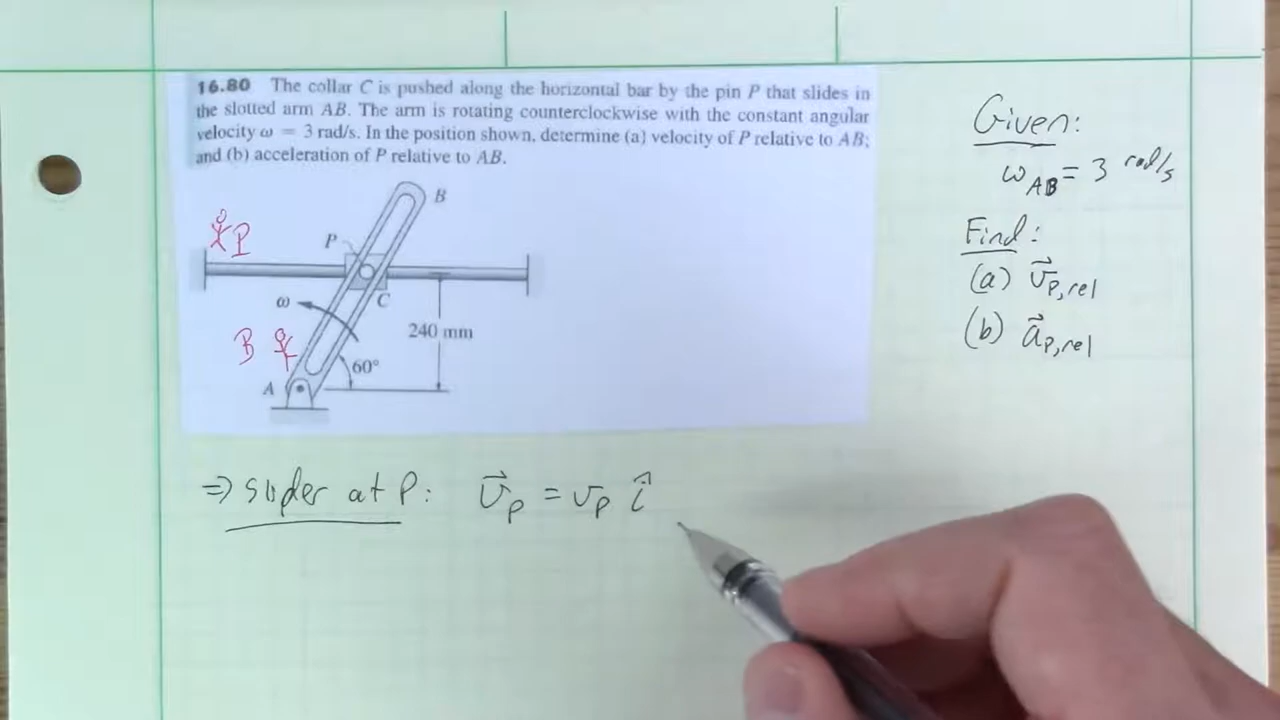 16.80 The collar C is pushed along the horizontal bar by the pin P that slides in
the slotted arm AB. The arm is rotating counterclockwise with the constant angular
velocity ω = 3 rad/s. In the position shown, determine (a) velocity of P relative to AB;
and (b) acceleration of P relative to AB.
B
P
P
C
ω
240 mm
B
60°
A
Given:
ω_AB = 3 rad/s
Find:
(a) v⃗_P,rel
(b) a⃗_P,rel
⇒ slider at P: v⃗_P = v_P î